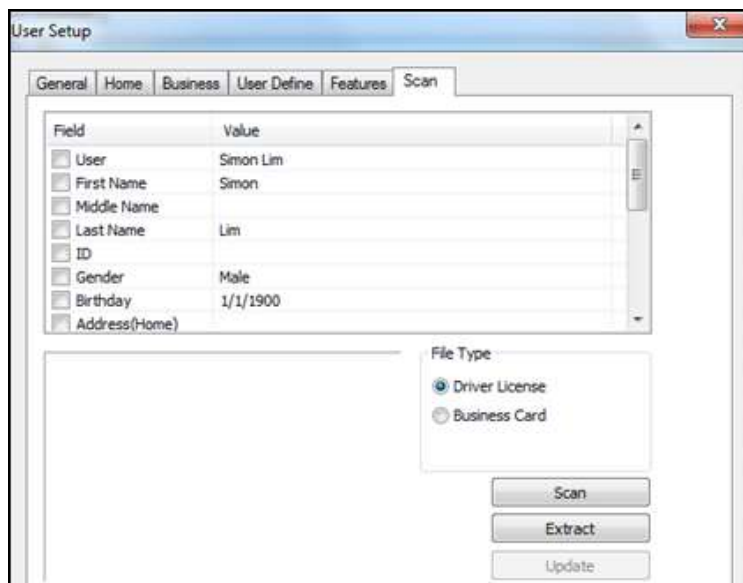 User Setup
General Home Business User Define Features Scan
Field Value
User Simon Lim
First Name Simon
Middle Name
Last Name Lim
ID
Gender Male
Birthday 1/1/1900
Address(Home)
File Type
Driver License
Business Card
Scan
Extract
Update